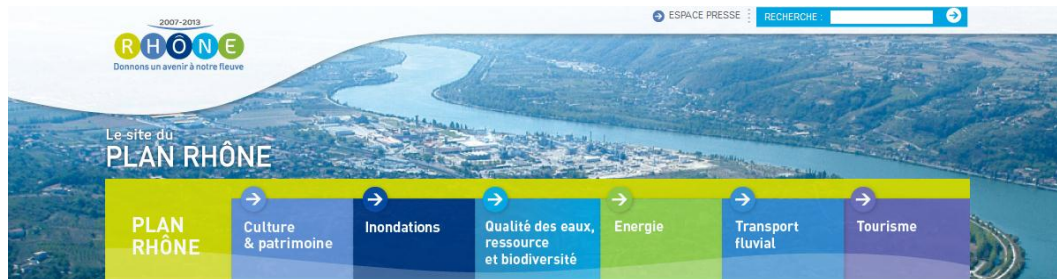 2007-2013
RHÔNE
Donnons un avenir à notre fleuve
ESPACE PRESSE
RECHERCHE :
Le site du
PLAN RHÔNE
PLAN
RHÔNE
Culture
& patrimoine
Inondations
Qualité des eaux,
ressource
et biodiversité
Energie
Transport
fluvial
Tourisme